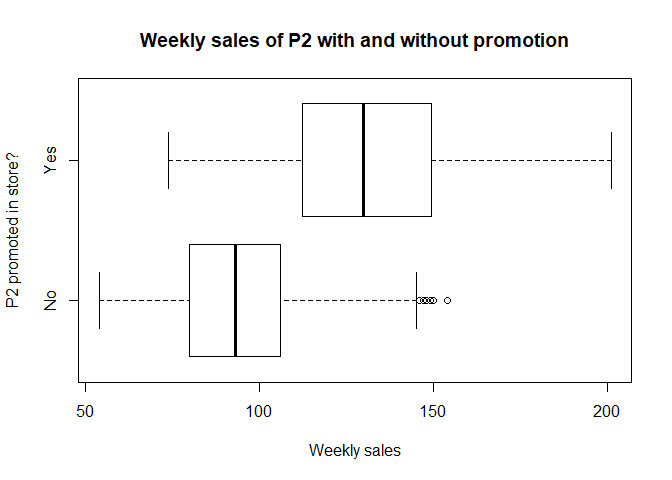 Weekly sales of P2 with and without promotion
P2 promoted in store?
Yes
No
50 100 150 200
Weekly sales